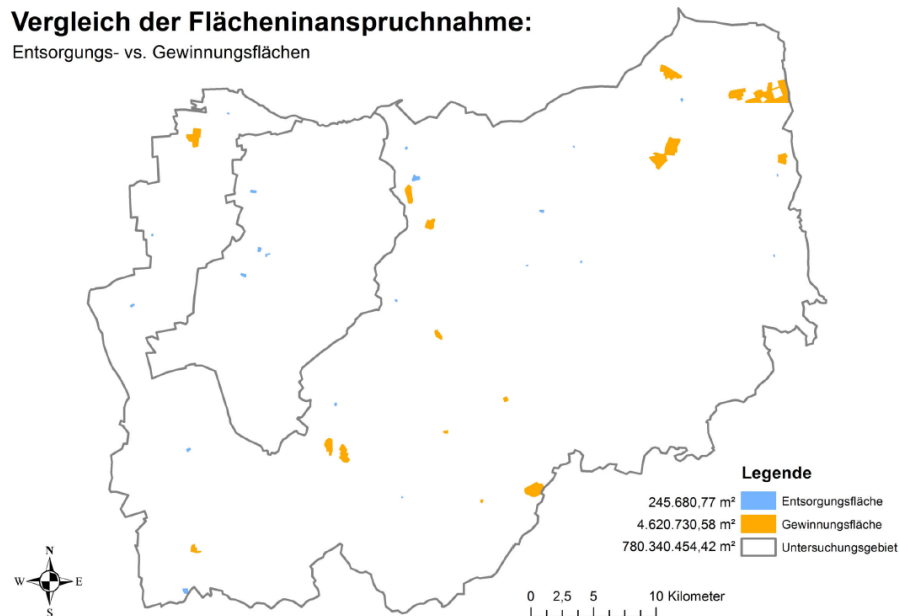 Vergleich der Flächeninanspruchnahme:
Entsorgungs- vs. Gewinnungsflächen
Legende
245.680,77 m² Entsorgungsfläche
4.620.730,58 m² Gewinnungsfläche
780.340.454,42 m² Untersuchungsgebiet
N
W E
S
0 2,5 5 10 Kilometer